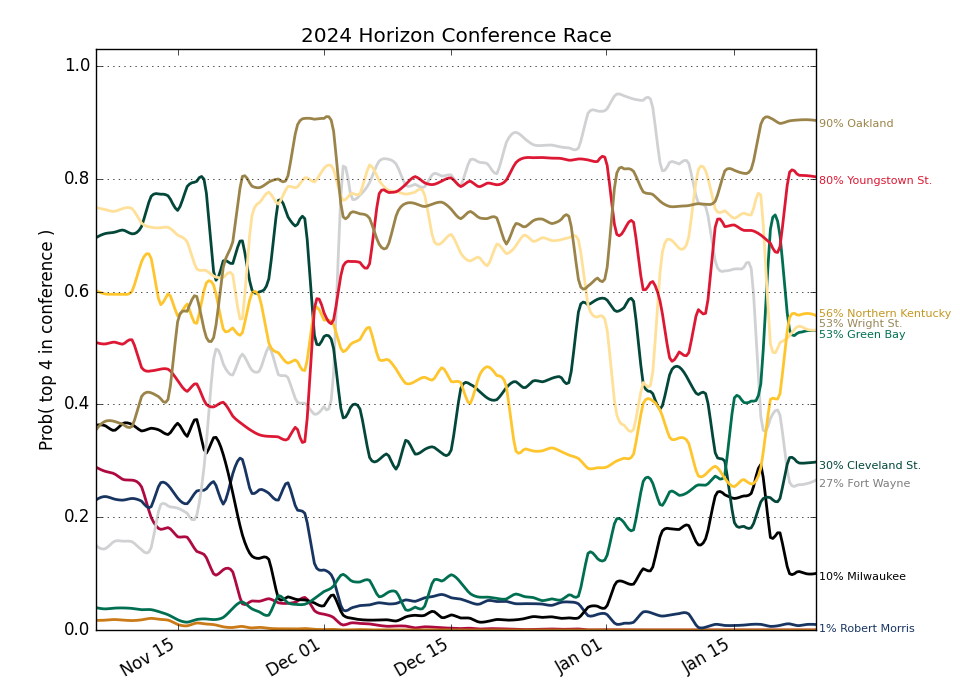 2024 Horizon Conference Race
Prob( top 4 in conference )
1.0
0.8
0.6
0.4
0.2
0.0
Nov 15
Dec 01
Dec 15
Jan 01
Jan 15
90% Oakland
80% Youngstown St.
56% Northern Kentucky
53% Wright St.
53% Green Bay
30% Cleveland St.
27% Fort Wayne
10% Milwaukee
1% Robert Morris